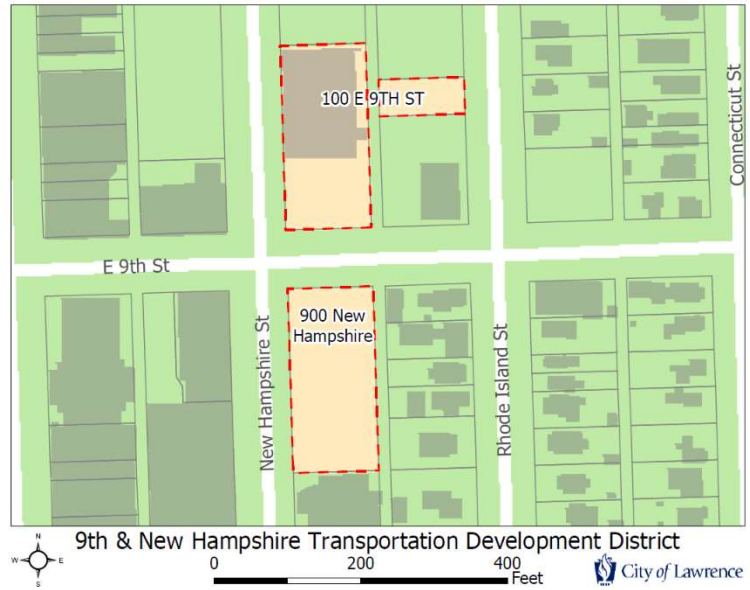 100 E 9TH ST
Connecticut St
E 9th St
900 New
Hampshire
New Hampshire St
Rhode Island St
9th & New Hampshire Transportation Development District
N
W
E
S
0
200
400
Feet
City of Lawrence